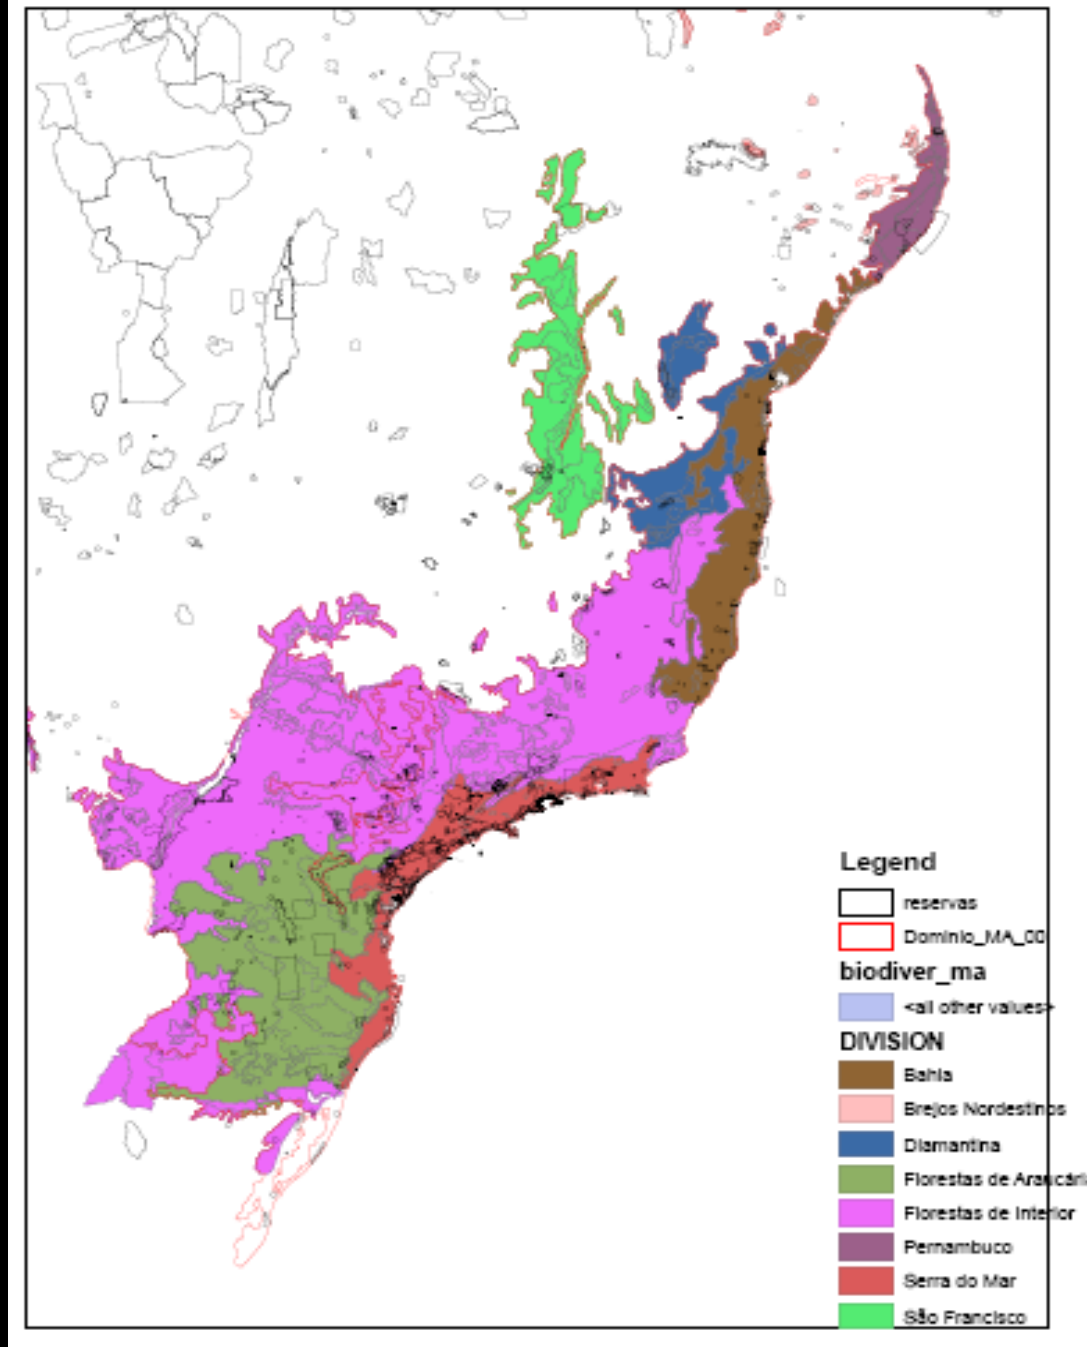 Legend
reservas
Dominio_MA_00
biodiver_ma
<all other values>
DIVISION
Bahia
Brejos Nordestinos
Diamantina
Florestas de Araucári
Florestas de Interior
Pernambuco
Serra do Mar
São Francisco